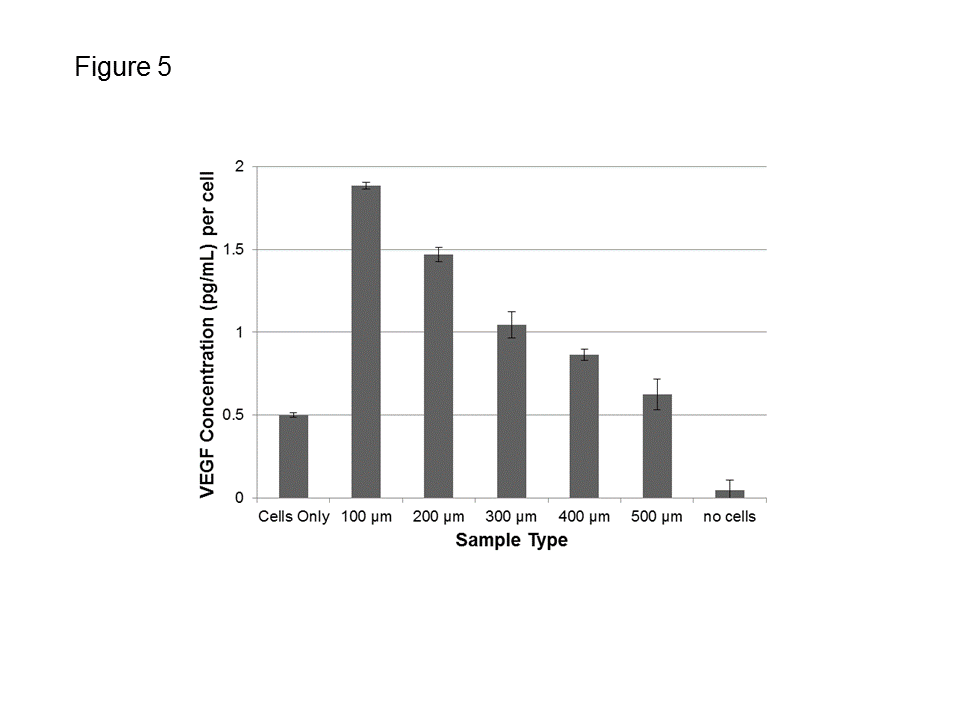 Figure 5
VEGF Concentration (pg/mL) per cell
2
1.5
1
0.5
0
Cells Only 100 µm 200 µm 300 µm 400 µm 500 µm no cells
Sample Type